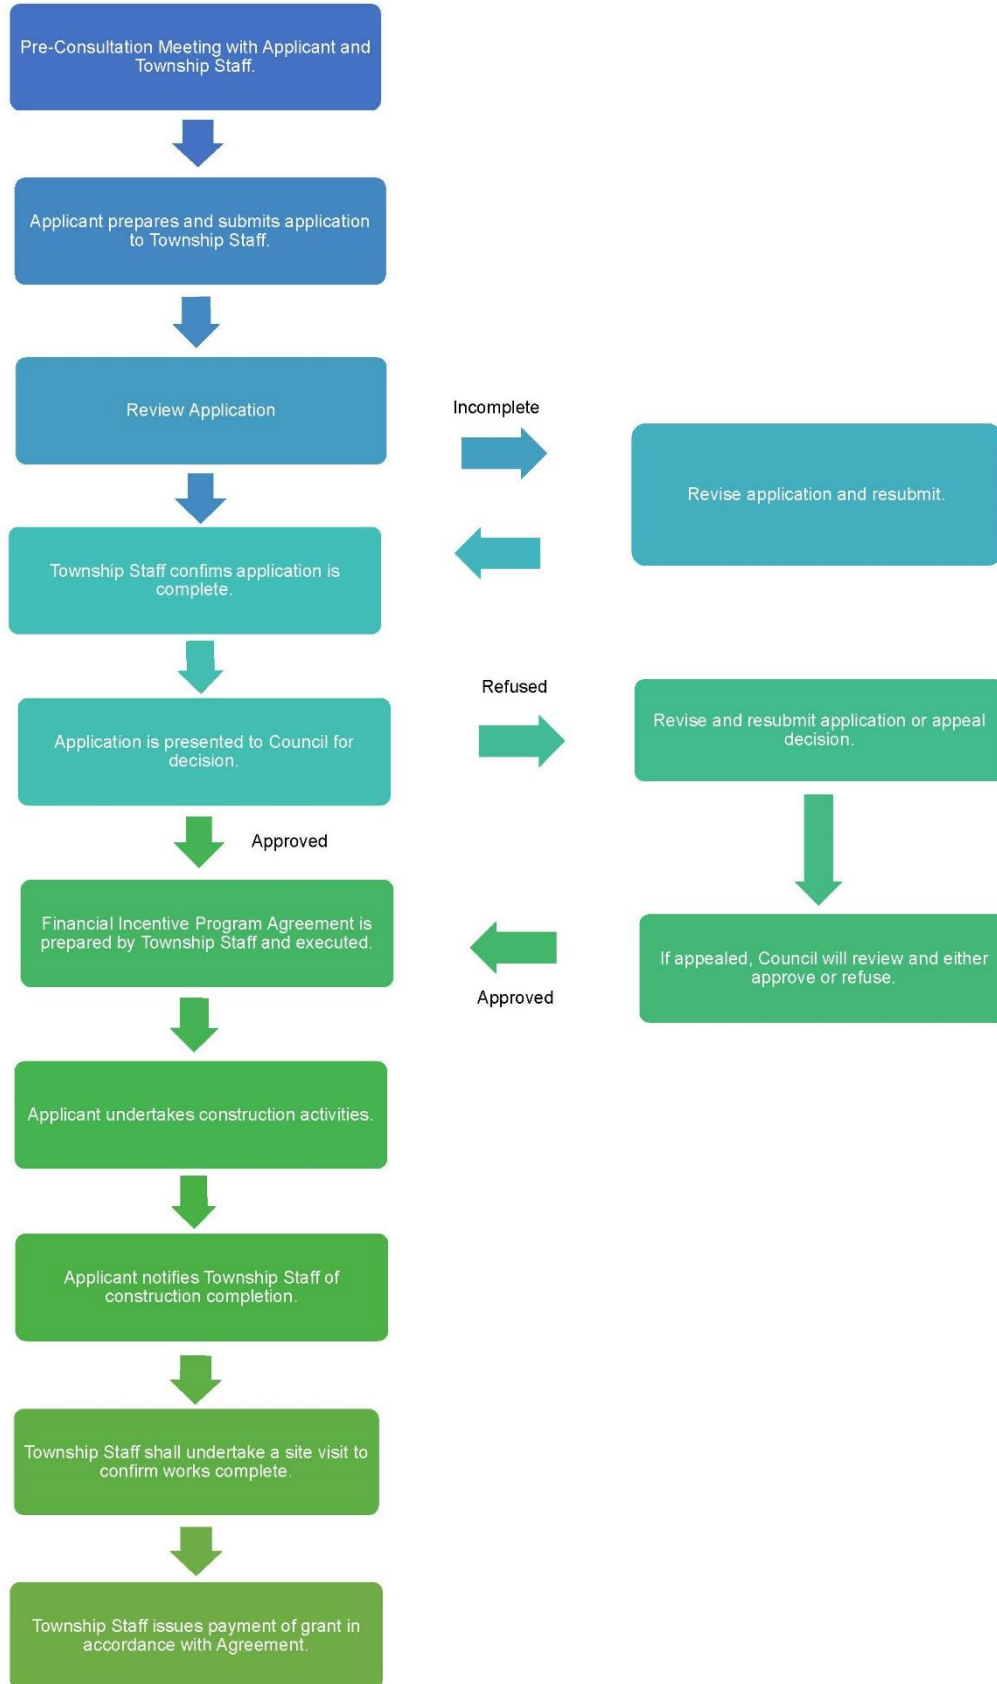 Pre-Consultation Meeting with Applicant and
Township Staff.
Applicant prepares and submits application
to Township Staff.
Review Application
Incomplete
Revise application and resubmit.
Township Staff confims application is
complete.
Refused
Application is presented to Council for
decision.
Revise and resubmit application or appeal
decision.
Approved
Financial Incentive Program Agreement is
prepared by Township Staff and executed.
If appealed, Council will review and either
approve or refuse.
Approved
Applicant undertakes construction activities.
Applicant notifies Township Staff of
construction completion.
Township Staff shall undertake a site visit to
confirm works complete.
Township Staff issues payment of grant in
accordance with Agreement.